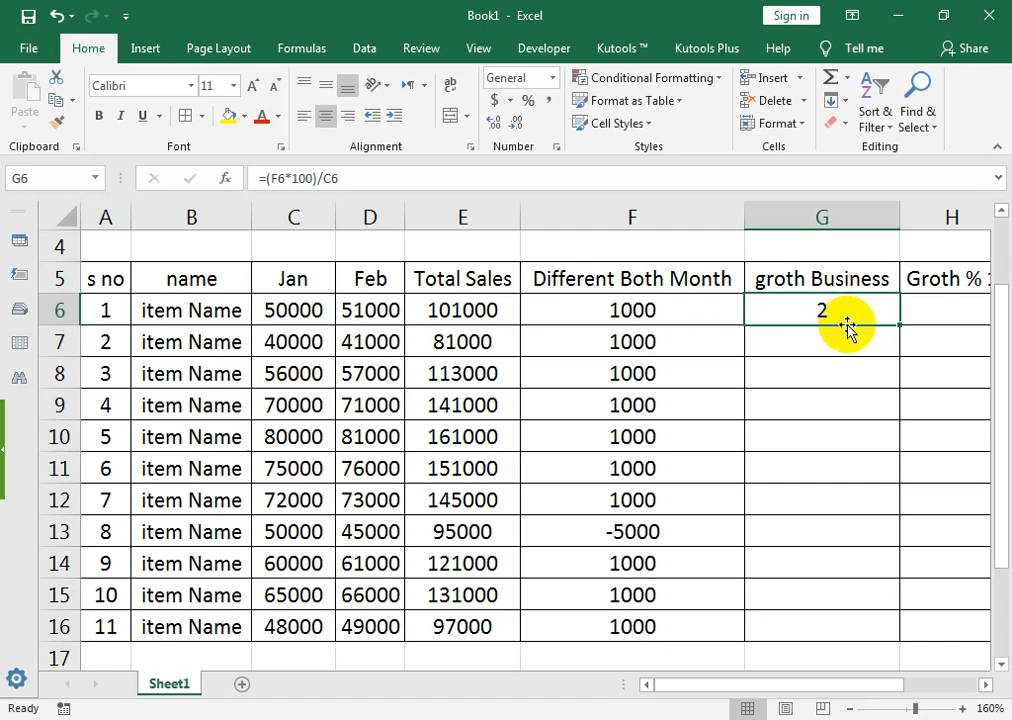 Book1 - Excel
Sign in
File Home Insert Page Layout Formulas Data Review View Developer Kutools ™ Kutools Plus Help Tell me Share
Paste
Calibri 11
B I U
General
$ % ,
Conditional Formatting
Format as Table
Cell Styles
Insert
Delete
Format
Sort &
Filter
Find &
Select
Clipboard Font Alignment Number Styles Cells Editing
G6 fx =(F6*100)/C6
A B C D E F G H
4
5 s no name Jan Feb Total Sales Different Both Month groth Business Groth %
6 1 item Name 50000 51000 101000 1000 2
7 2 item Name 40000 41000 81000 1000
8 3 item Name 56000 57000 113000 1000
9 4 item Name 70000 71000 141000 1000
10 5 item Name 80000 81000 161000 1000
11 6 item Name 75000 76000 151000 1000
12 7 item Name 72000 73000 145000 1000
13 8 item Name 50000 45000 95000 -5000
14 9 item Name 60000 61000 121000 1000
15 10 item Name 65000 66000 131000 1000
16 11 item Name 48000 49000 97000 1000
17
Sheet1
Ready 160%